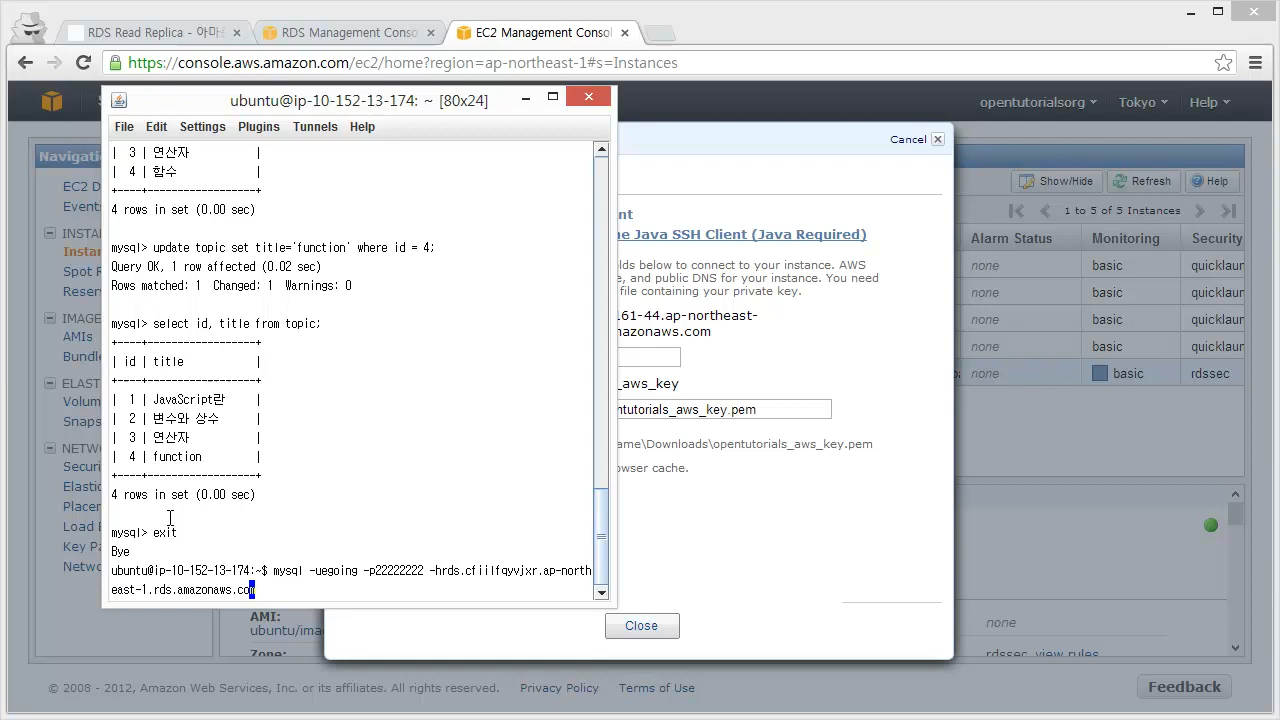 RDS Read Replica - 아마
RDS Management Conso
EC2 Management Consol
https://console.aws.amazon.com/ec2/home?region=ap-northeast-1#s=Instances
opentutorialsorg
Tokyo
Help
ubuntu@ip-10-152-13-174: ~ [80x24]
File Edit Settings Plugins Tunnels Help
| 3 | 연산자 |
| 4 | 함수 |
+----+------------------+
4 rows in set (0.00 sec)
mysql> update topic set title='function' where id = 4;
Query OK, 1 row affected (0.02 sec)
Rows matched: 1 Changed: 1 Warnings: 0
mysql> select id, title from topic;
+----+------------------+
| id | title |
+----+------------------+
| 1 | JavaScript란 |
| 2 | 변수와 상수 |
| 3 | 연산자 |
| 4 | function |
+----+------------------+
4 rows in set (0.00 sec)
mysql> exit
Bye
ubuntu@ip-10-152-13-174:~$ mysql -uegoing -p22222222 -hrds.cfiilfqyvjxr.ap-north
east-1.rds.amazonaws.com
Navigati
EC2 D
Events
INSTA
Instan
Spot R
Reser
IMAGE
AMIs
Bundle
ELAST
Volum
Snaps
NETW
Securi
Elastic
Placen
Load B
Key Pa
Netwo
Cancel
nt
ne Java SSH Client (Java Required)
elds below to connect to your instance. AWS
e, and public DNS for your instance. You need
file containing your private key.
161-44.ap-northeast-
mazonaws.com
_aws_key
ntutorials_aws_key.pem
ame\Downloads\opentutorials_aws_key.pem
owser cache.
Close
Show/Hide
Refresh
Help
1 to 5 of 5 Instances
Alarm Status Monitoring Security
none basic quicklaun
none basic quicklaun
none basic quicklaun
none basic quicklaun
none basic rdssec
AMI:
ubuntu/ima
Zone:
none
rdssec. view rules
© 2008 - 2012, Amazon Web Services, Inc. or its affiliates. All rights reserved.
Privacy Policy
Terms of Use
Feedback